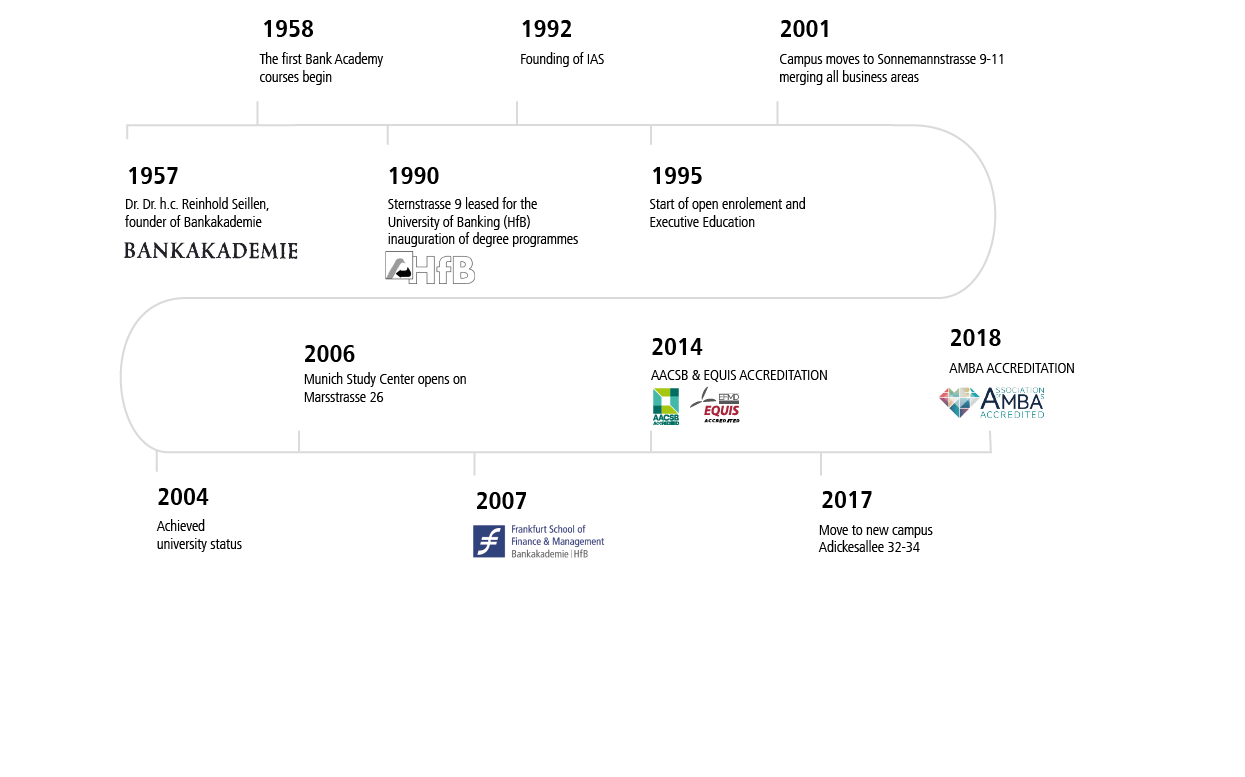 1958
The first Bank Academy
courses begin
1992
Founding of IAS
2001
Campus moves to Sonnemannstrasse 9-11
merging all business areas
1957
Dr. Dr. h.c. Reinhold Seillen,
founder of Bankakademie
BANKAKADEMIE
1990
Sternstrasse 9 leased for the
University of Banking (HfB)
inauguration of degree programmes
HfB
1995
Start of open enrolement and
Executive Education
2006
Munich Study Center opens on
Marsstrasse 26
2014
AACSB & EQUIS ACCREDITATION
AACSB
ACCREDITED
EFMD
EQUIS
ACCREDITED
2018
AMBA ACCREDITATION
ASSOCIATION
AMBA
ACCREDITED
2004
Achieved
university status
2007
Frankfurt School of
Finance & Management
Bankakademie | HfB
2017
Move to new campus
Adickesallee 32-34